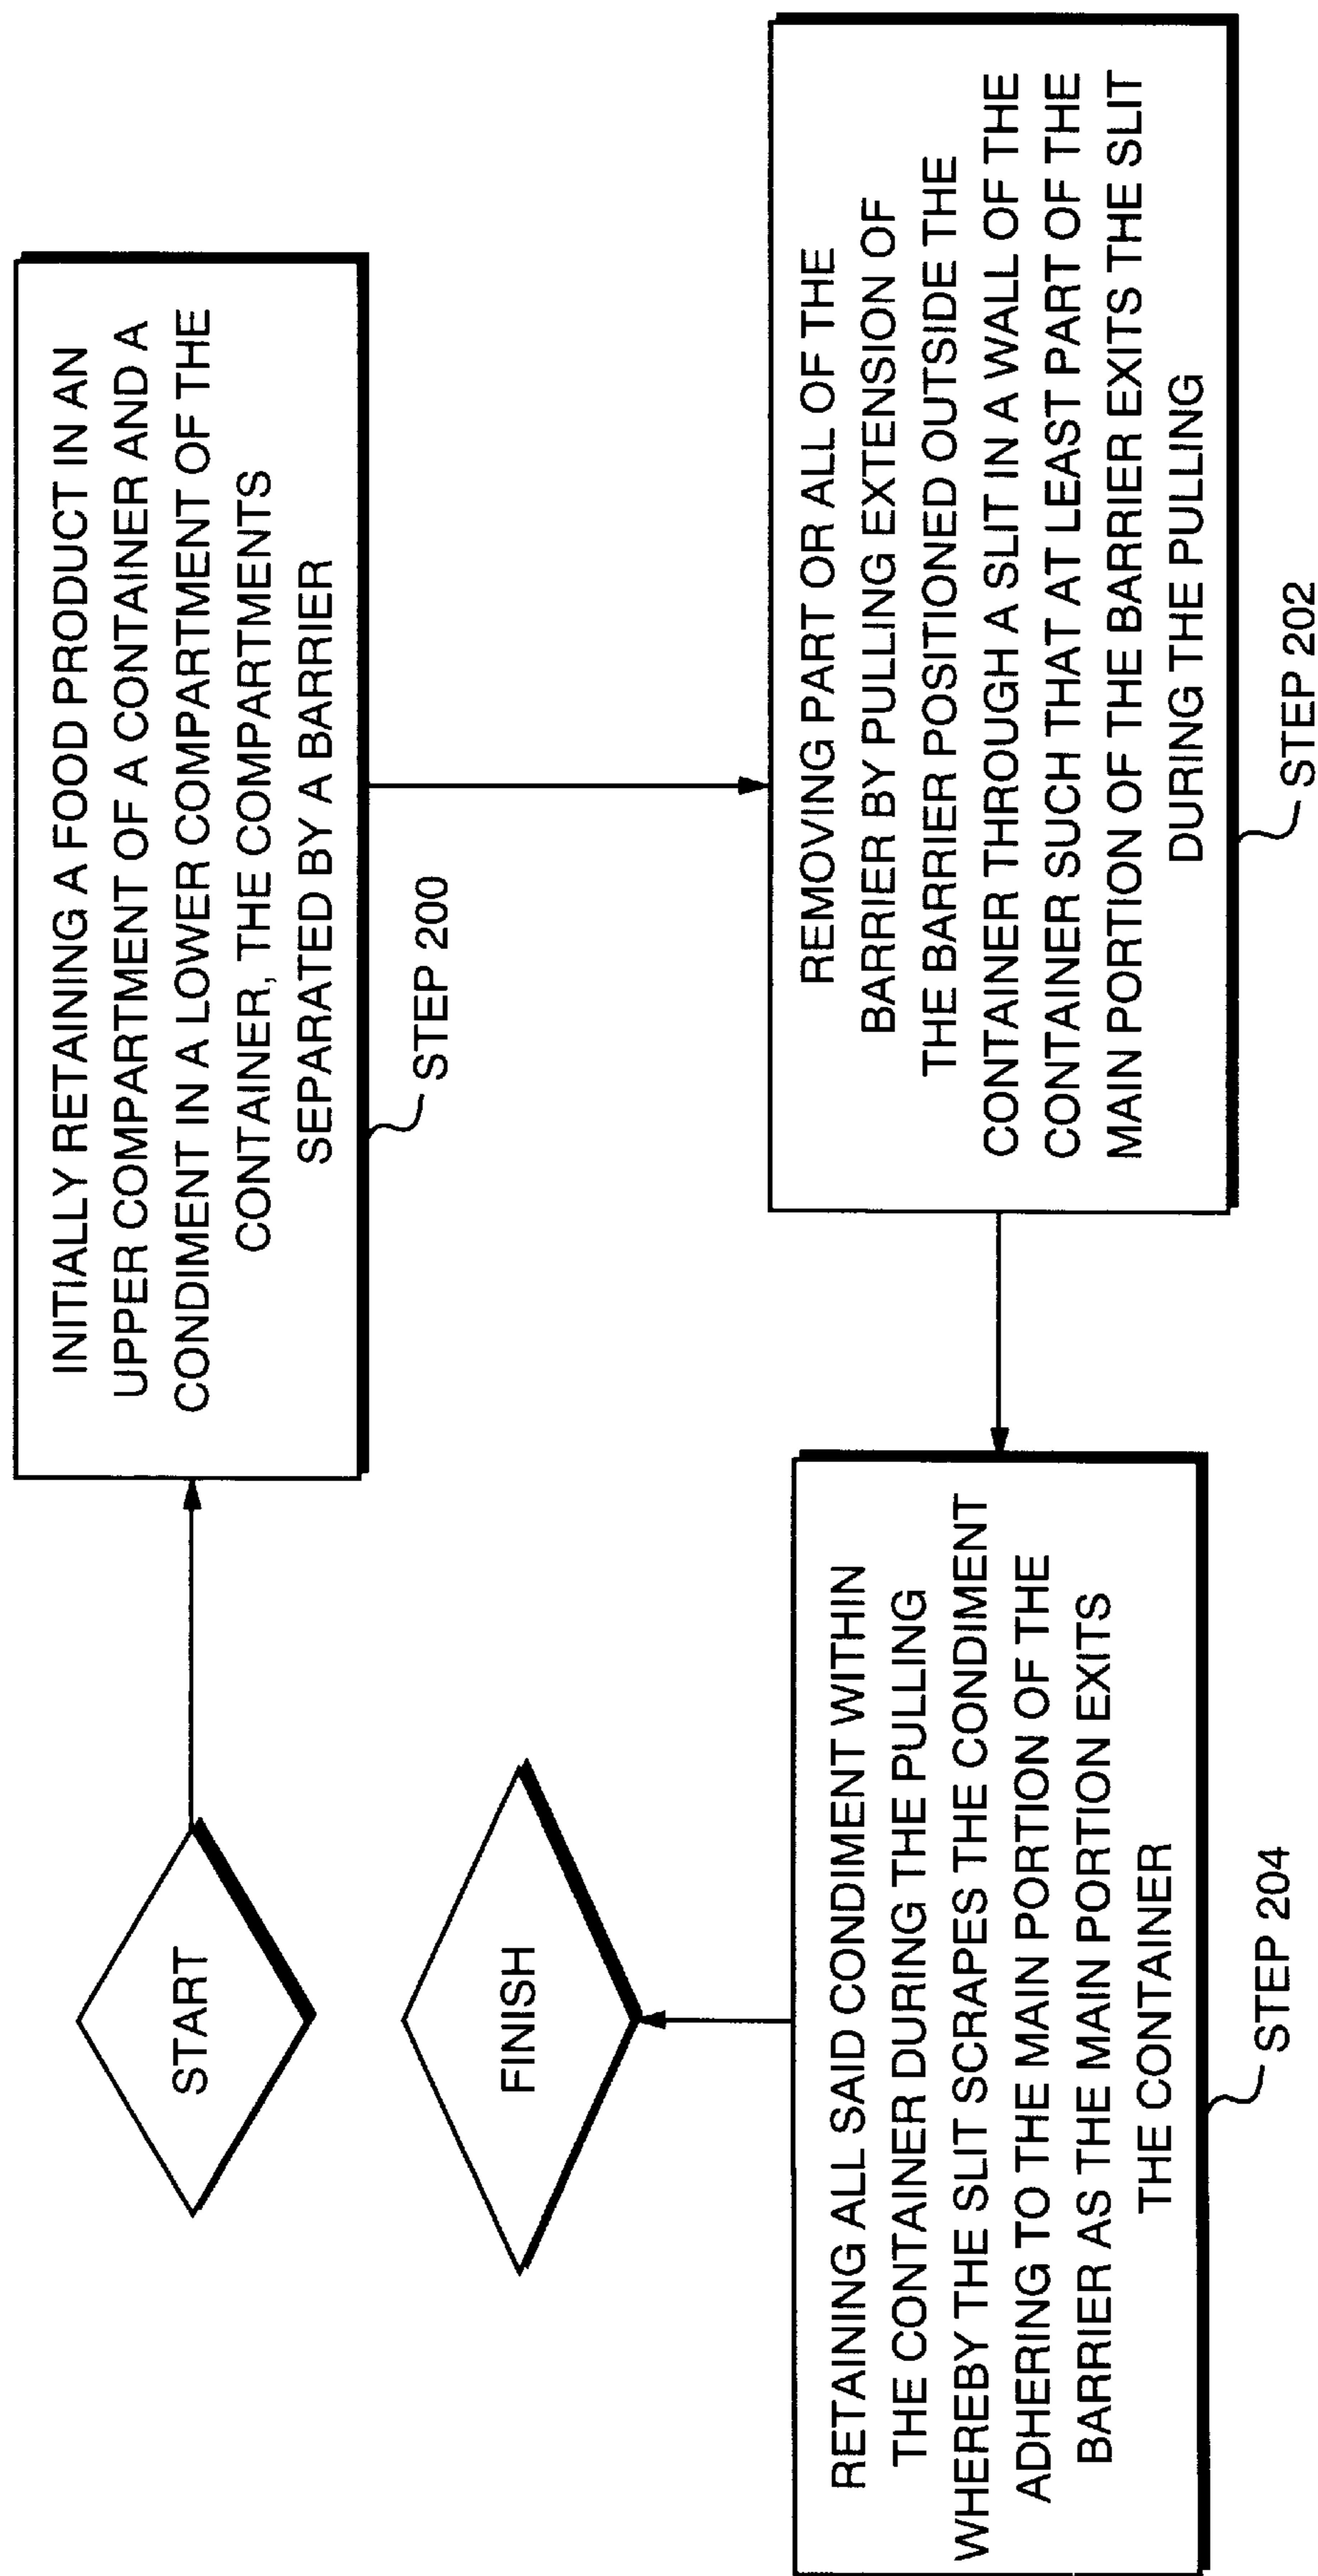 START
INITIALLY RETAINING A FOOD PRODUCT IN AN
UPPER COMPARTMENT OF A CONTAINER AND A
CONDIMENT IN A LOWER COMPARTMENT OF THE
CONTAINER, THE COMPARTMENTS
SEPARATED BY A BARRIER
STEP 200
REMOVING PART OR ALL OF THE
BARRIER BY PULLING EXTENSION OF
THE BARRIER POSITIONED OUTSIDE THE
CONTAINER THROUGH A SLIT IN A WALL OF THE
CONTAINER SUCH THAT AT LEAST PART OF THE
MAIN PORTION OF THE BARRIER EXITS THE SLIT
DURING THE PULLING
STEP 202
RETAINING ALL SAID CONDIMENT WITHIN
THE CONTAINER DURING THE PULLING
WHEREBY THE SLIT SCRAPES THE CONDIMENT
ADHERING TO THE MAIN PORTION OF THE
BARRIER AS THE MAIN PORTION EXITS
THE CONTAINER
STEP 204
FINISH